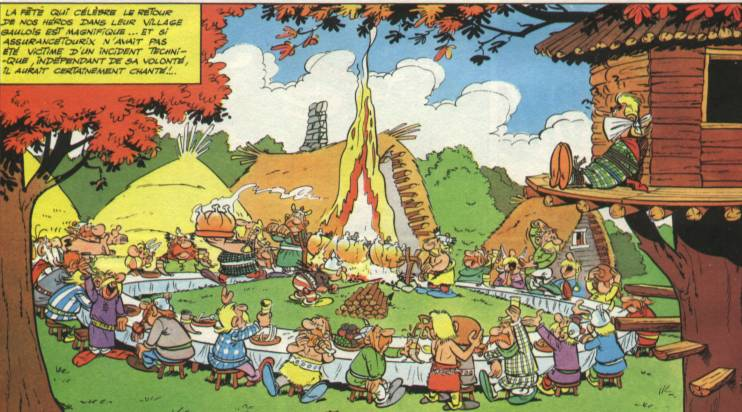 LA FÊTE QUI CÉLÈBRE LE RETOUR
DE NOS HÉROS DANS LEUR VILLAGE
GAULOIS EST MAGNIFIQUE... ET SI
ASSURANCETOURIX N'AVAIT PAS
ÉTÉ VICTIME D'UN INCIDENT TECHNI-
-QUE, INDÉPENDANT DE SA VOLONTÉ,
IL AURAIT CERTAINEMENT CHANTÉ!..